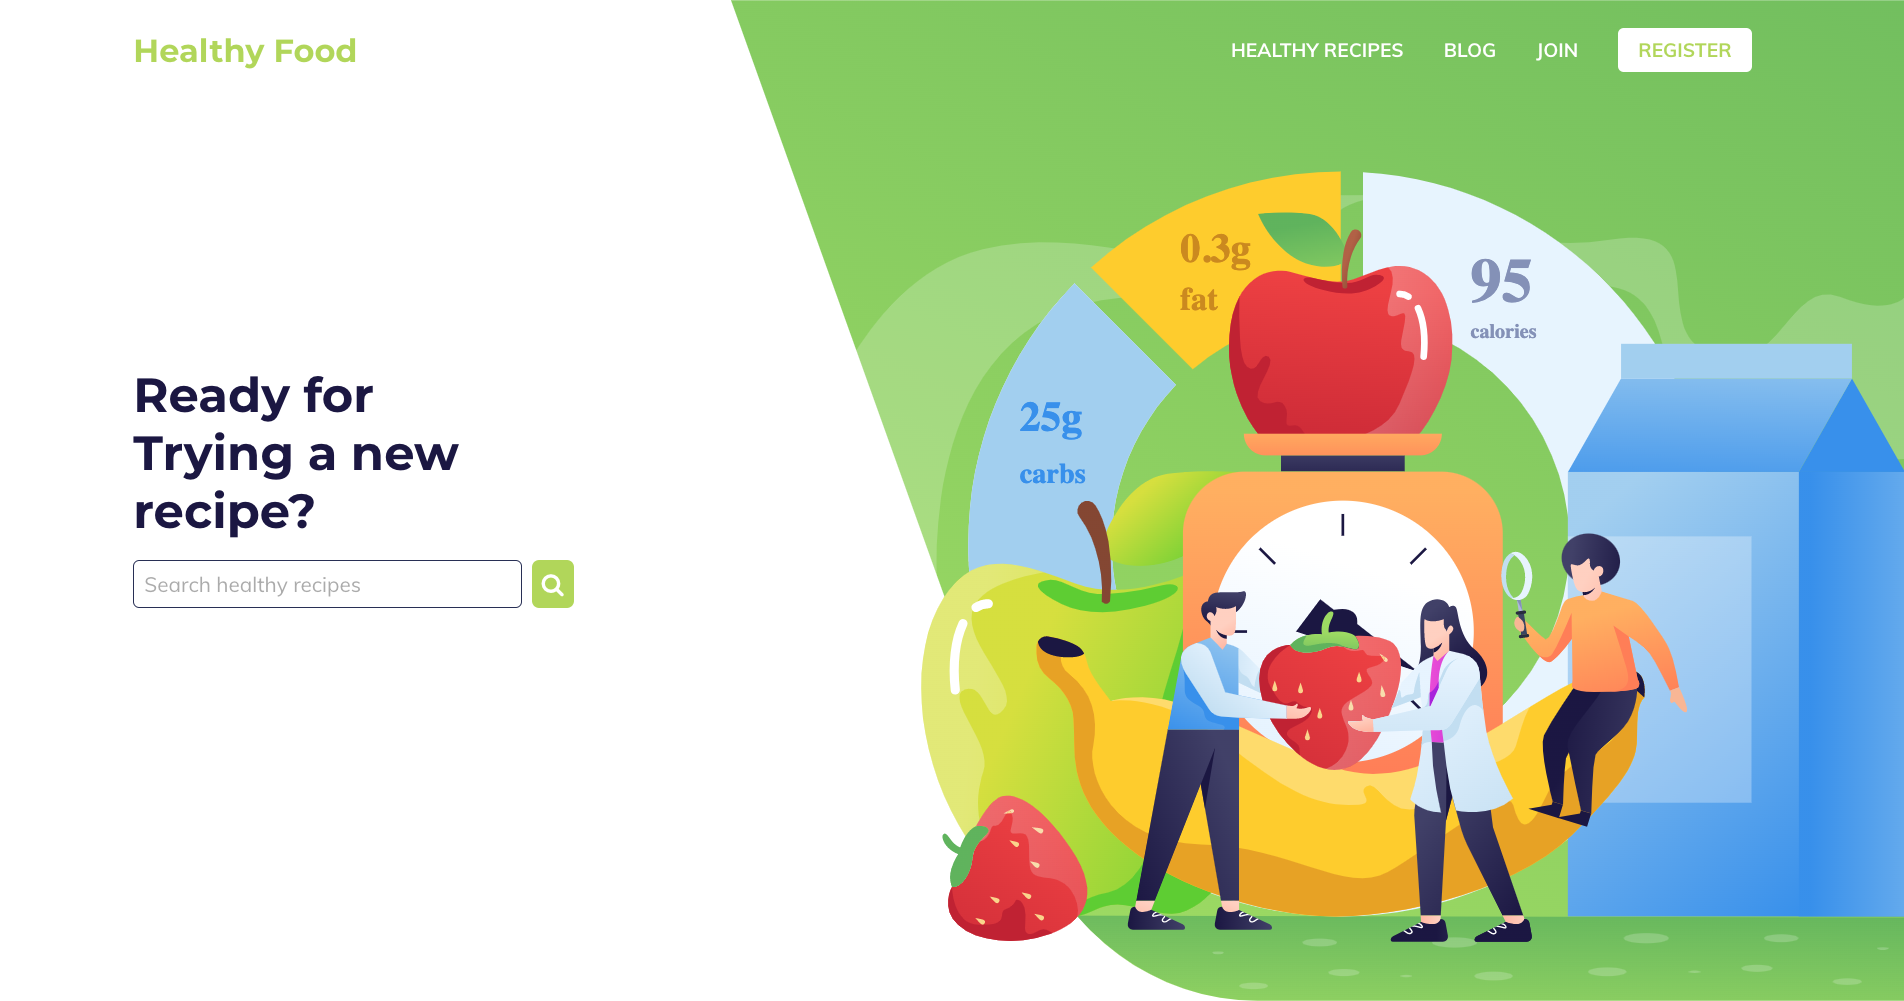 Healthy Food
HEALTHY RECIPES
BLOG
JOIN
REGISTER
0.3g
fat
95
calories
25g
carbs
Ready for
Trying a new
recipe?
Search healthy recipes